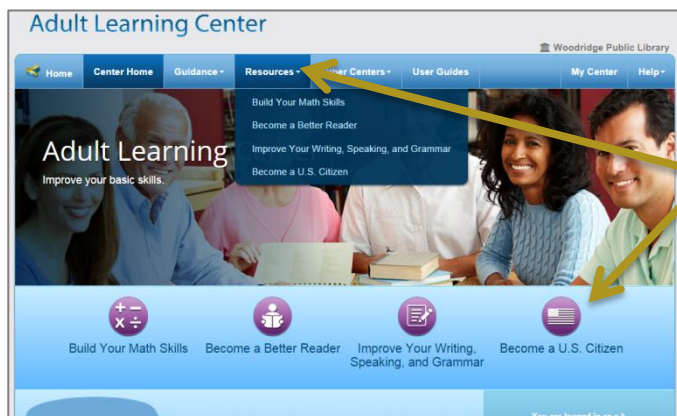 Adult Learning Center
Woodridge Public Library
Home Center Home Guidance Resources Centers User Guides My Center Help
Build Your Math Skills
Become a Better Reader
Improve Your Writing, Speaking, and Grammar
Become a U.S. Citizen
Adult Learning
Improve your basic skills.
Build Your Math Skills Become a Better Reader Improve Your Writing, Become a U.S. Citizen
Speaking, and Grammar